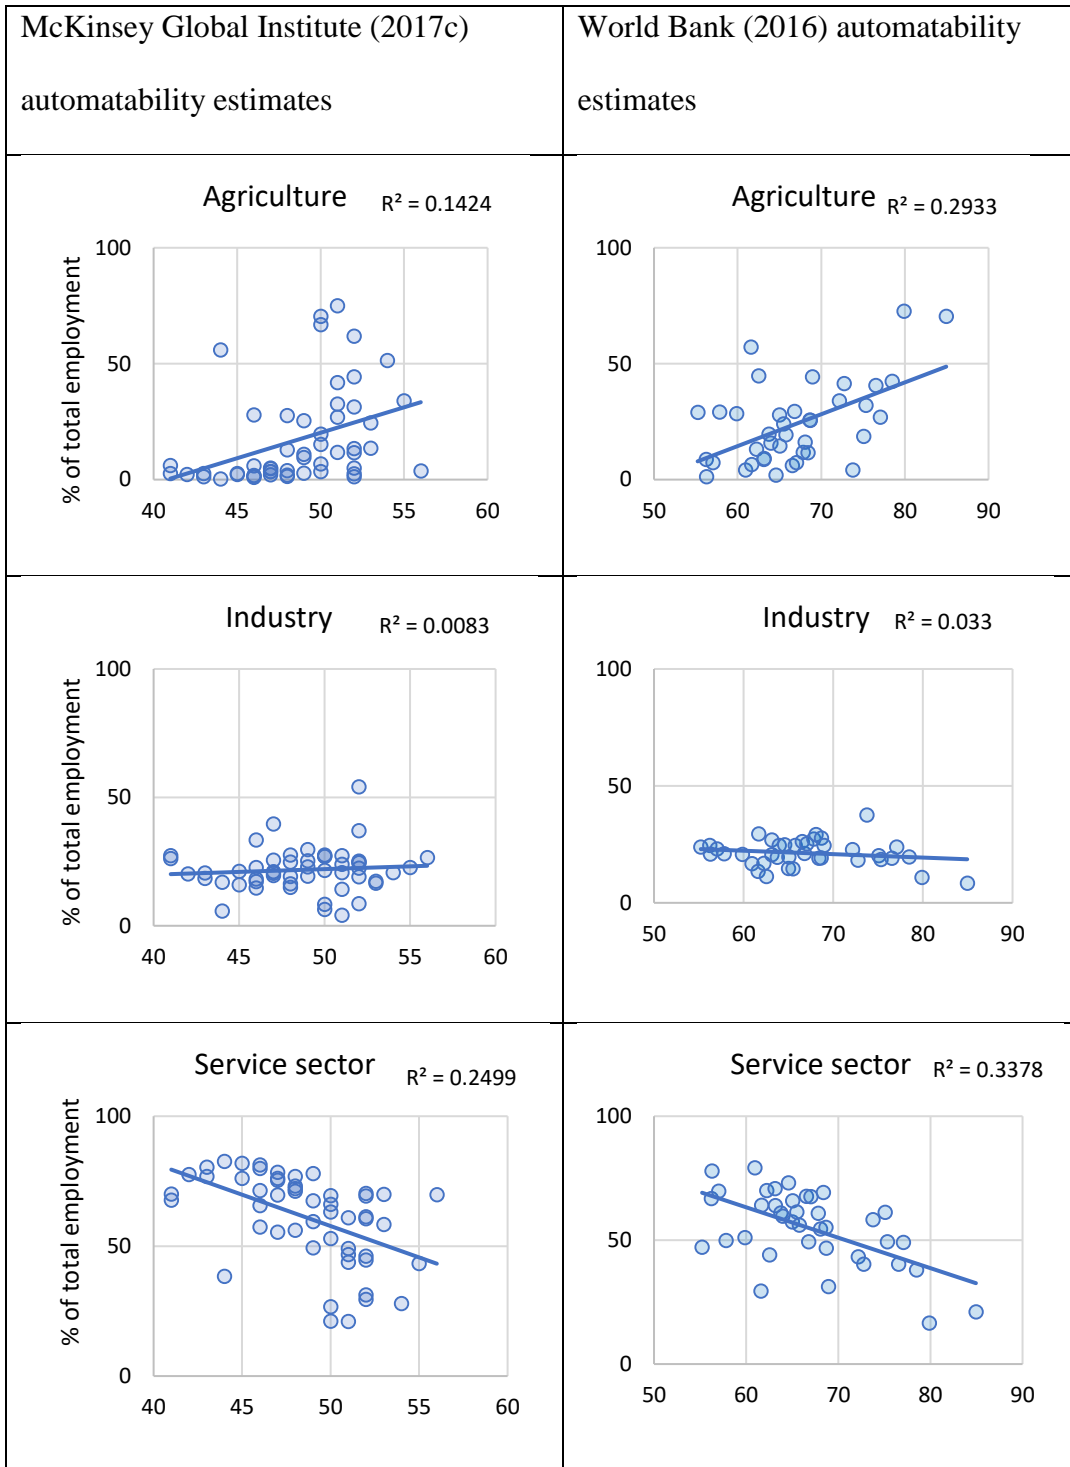 McKinsey Global Institute (2017c)
automatability estimates
World Bank (2016) automatability
estimates
Agriculture
R² = 0.1424
% of total employment
100
50
0
40 45 50 55 60
Agriculture
R² = 0.2933
100
50
0
50 60 70 80 90
Industry
R² = 0.0083
% of total employment
100
50
0
40 45 50 55 60
Industry
R² = 0.033
100
50
0
50 60 70 80 90
Service sector
R² = 0.2499
% of total employment
100
50
0
40 45 50 55 60
Service sector
R² = 0.3378
100
50
0
50 60 70 80 90